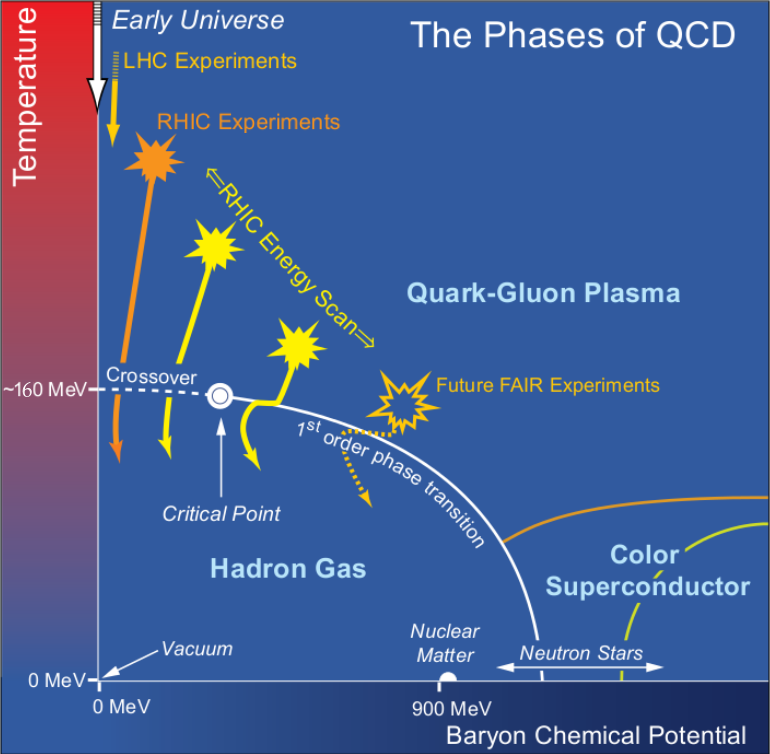 The Phases of QCD
Temperature
Early Universe
LHC Experiments
RHIC Experiments
⇐RHIC Energy Scan⇒
Quark-Gluon Plasma
Crossover
~160 MeV
Future FAIR Experiments
1st order phase transition
Critical Point
Hadron Gas
Color
Superconductor
Nuclear
Matter
Neutron Stars
Vacuum
0 MeV
0 MeV
900 MeV
Baryon Chemical Potential